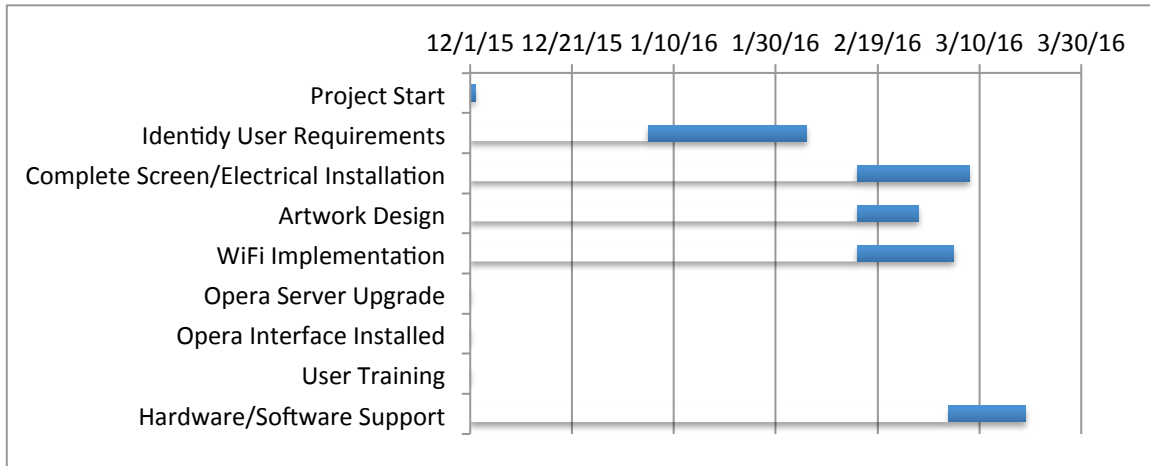 12/1/15 12/21/15 1/10/16 1/30/16 2/19/16 3/10/16 3/30/16
Project Start
Identidy User Requirements
Complete Screen/Electrical Installation
Artwork Design
WiFi Implementation
Opera Server Upgrade
Opera Interface Installed
User Training
Hardware/Software Support